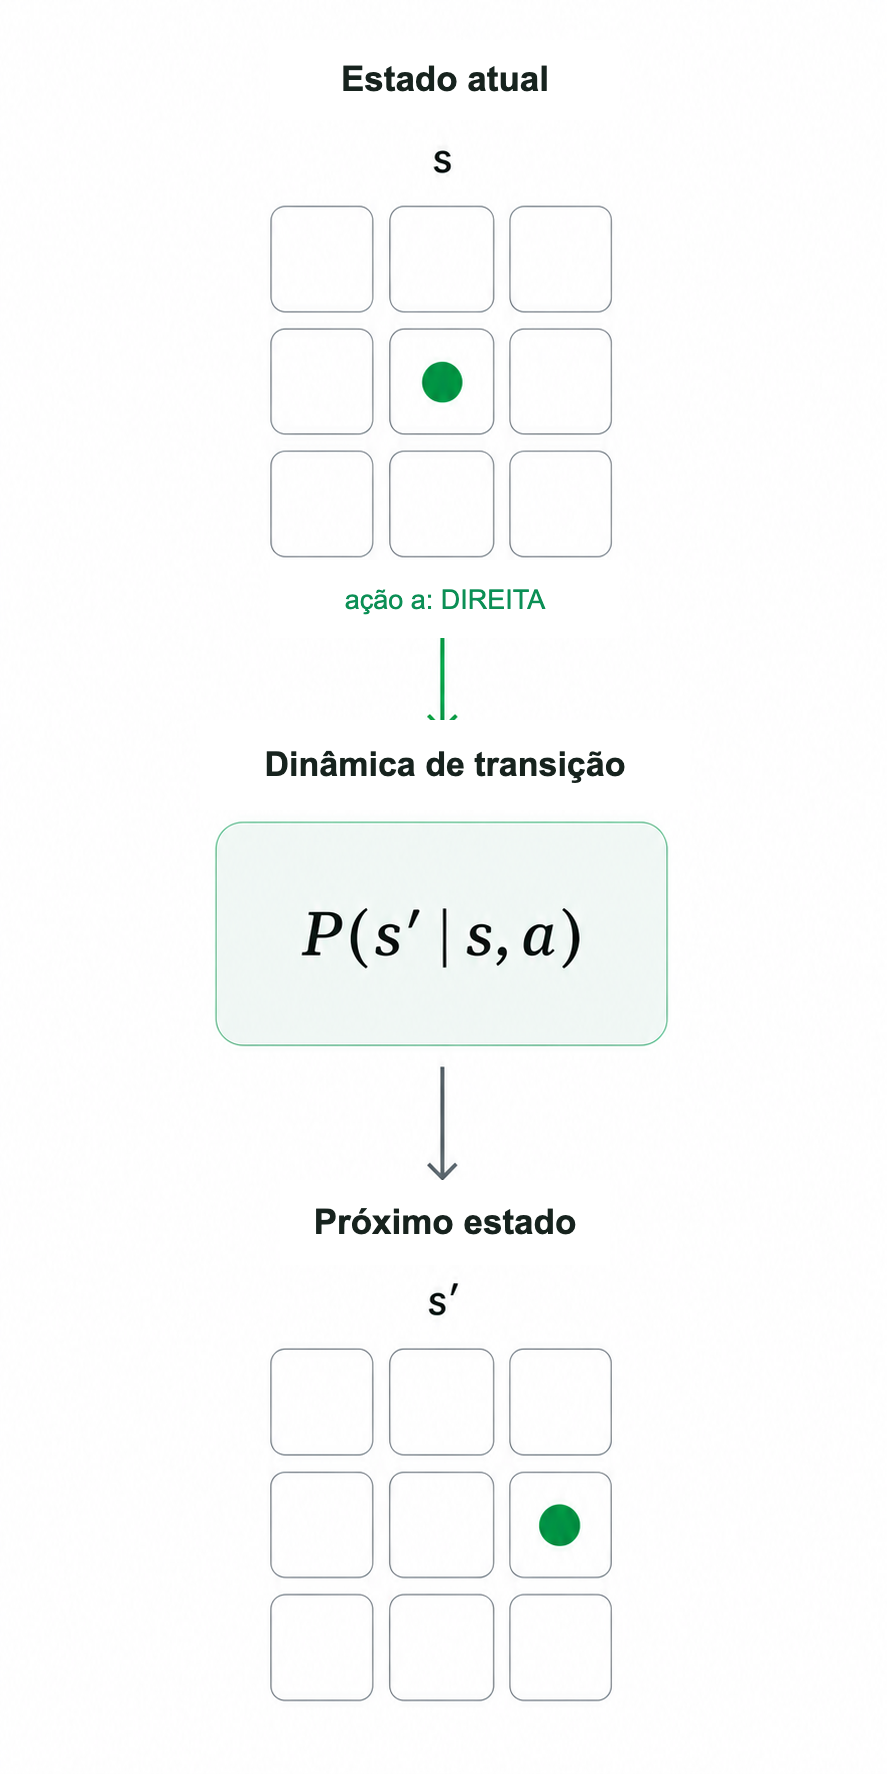 Estado atual
s
ação a: DIREITA
Dinâmica de transição
P(s′ | s, a)
Próximo estado
s′